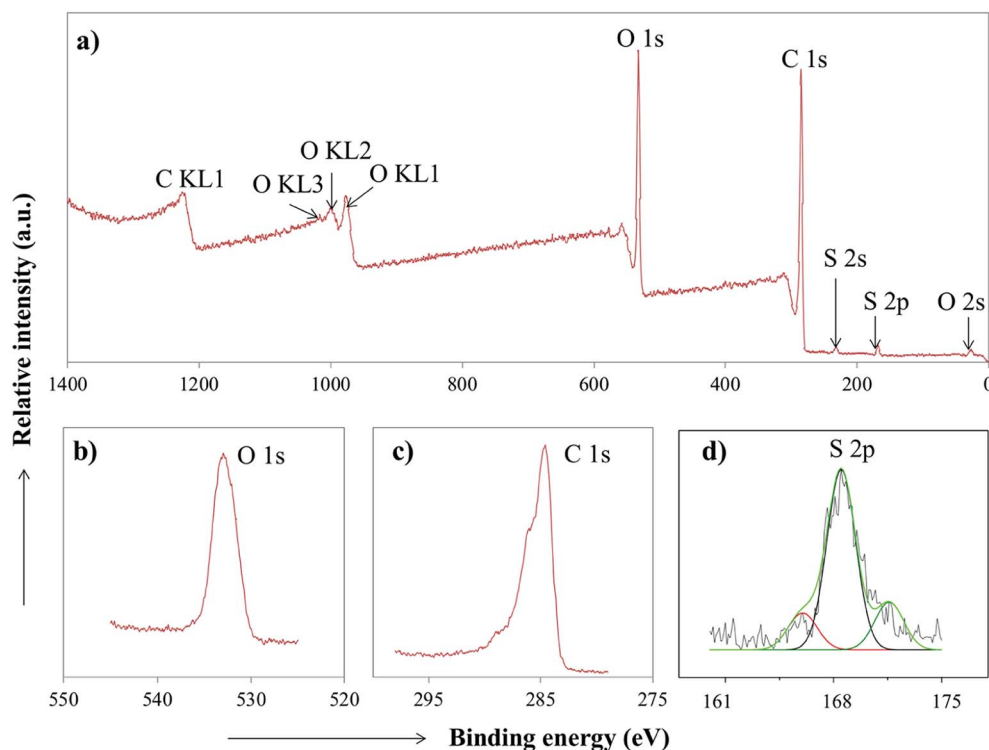 a)
O 1s
C 1s
O KL2
C KL1
O KL3
O KL1
S 2s
S 2p
O 2s
1400 1200 1000 800 600 400 200 0
Relative intensity (a.u.)
b)
O 1s
550 540 530 520
c)
C 1s
295 285 275
d)
S 2p
161 168 175
Binding energy (eV)